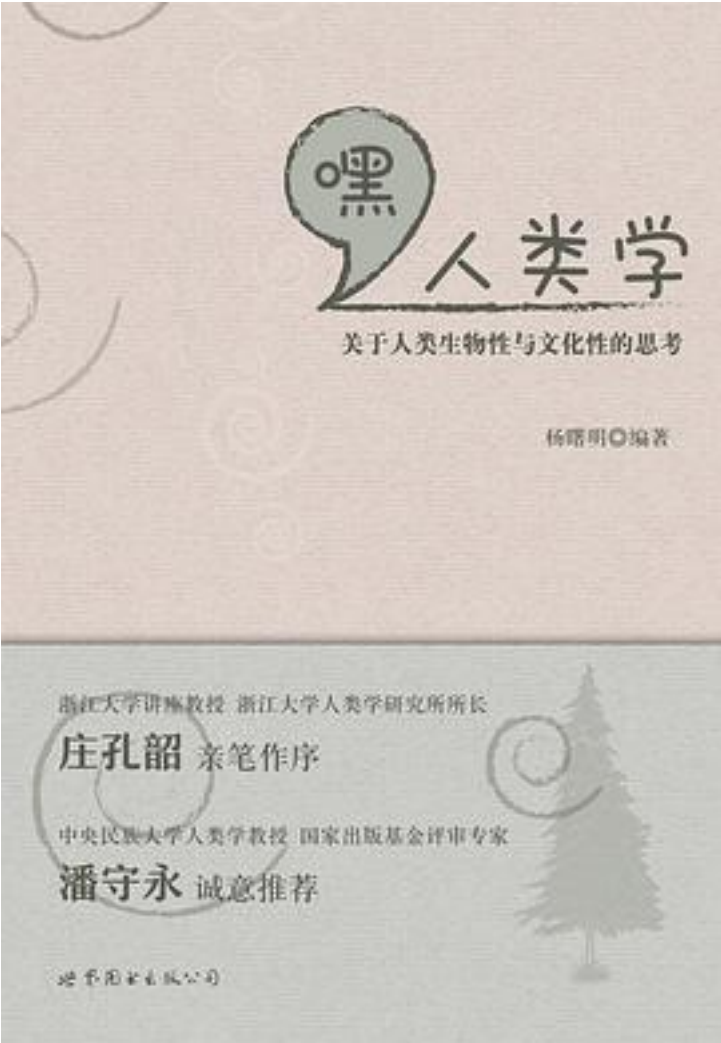 嘿
人类学
关于人类生物性与文化性的思考
杨曙明◎编著
浙江大学讲座教授 浙江大学人类学研究所所长
庄孔韶 亲笔作序
中央民族大学人类学教授 国家出版基金评审专家
潘守永 诚意推荐
世界图书出版公司